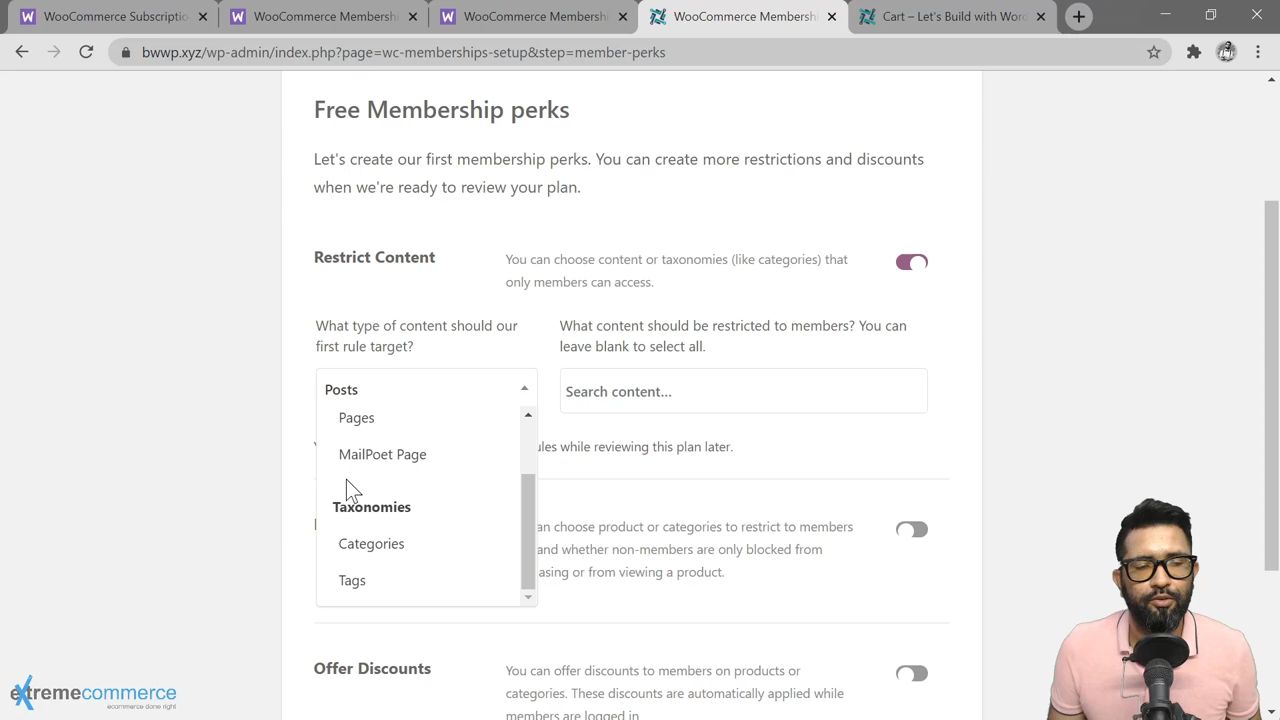 WooCommerce Subscriptio
WooCommerce Membershi
WooCommerce Membershi
WooCommerce Membershi
Cart – Let's Build with Word
bwwp.xyz/wp-admin/index.php?page=wc-memberships-setup&step=member-perks
Free Membership perks
Let's create our first membership perks. You can create more restrictions and discounts
when we're ready to review your plan.
Restrict Content
You can choose content or taxonomies (like categories) that
only members can access.
What type of content should our
first rule target?
What content should be restricted to members? You can
leave blank to select all.
Posts
Search content...
Pages
ules while reviewing this plan later.
MailPoet Page
Taxonomies
Categories
Tags
an choose product or categories to restrict to members
and whether non-members are only blocked from
asing or from viewing a product.
Offer Discounts
You can offer discounts to members on products or
categories. These discounts are automatically applied while
members are logged in.
extremecommerce
ecommerce done right